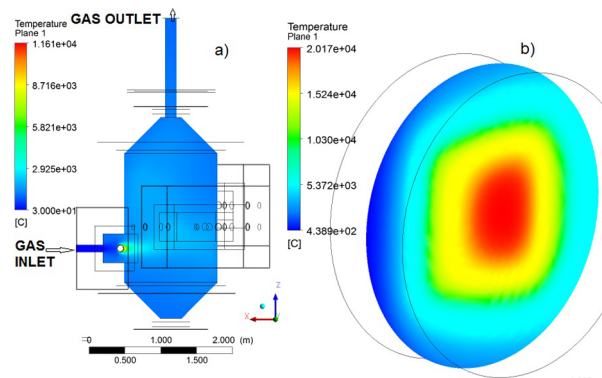 GAS OUTLET
Temperature
Plane 1
1.161e+04
8.716e+03
5.821e+03
2.925e+03
3.000e+01
[C]
a)
GAS
INLET
Z
X
Y
0 1.000 2.000 (m)
0.500 1.500
b)
Temperature
Plane 1
2.017e+04
1.524e+04
1.030e+04
5.372e+03
4.389e+02
[C]